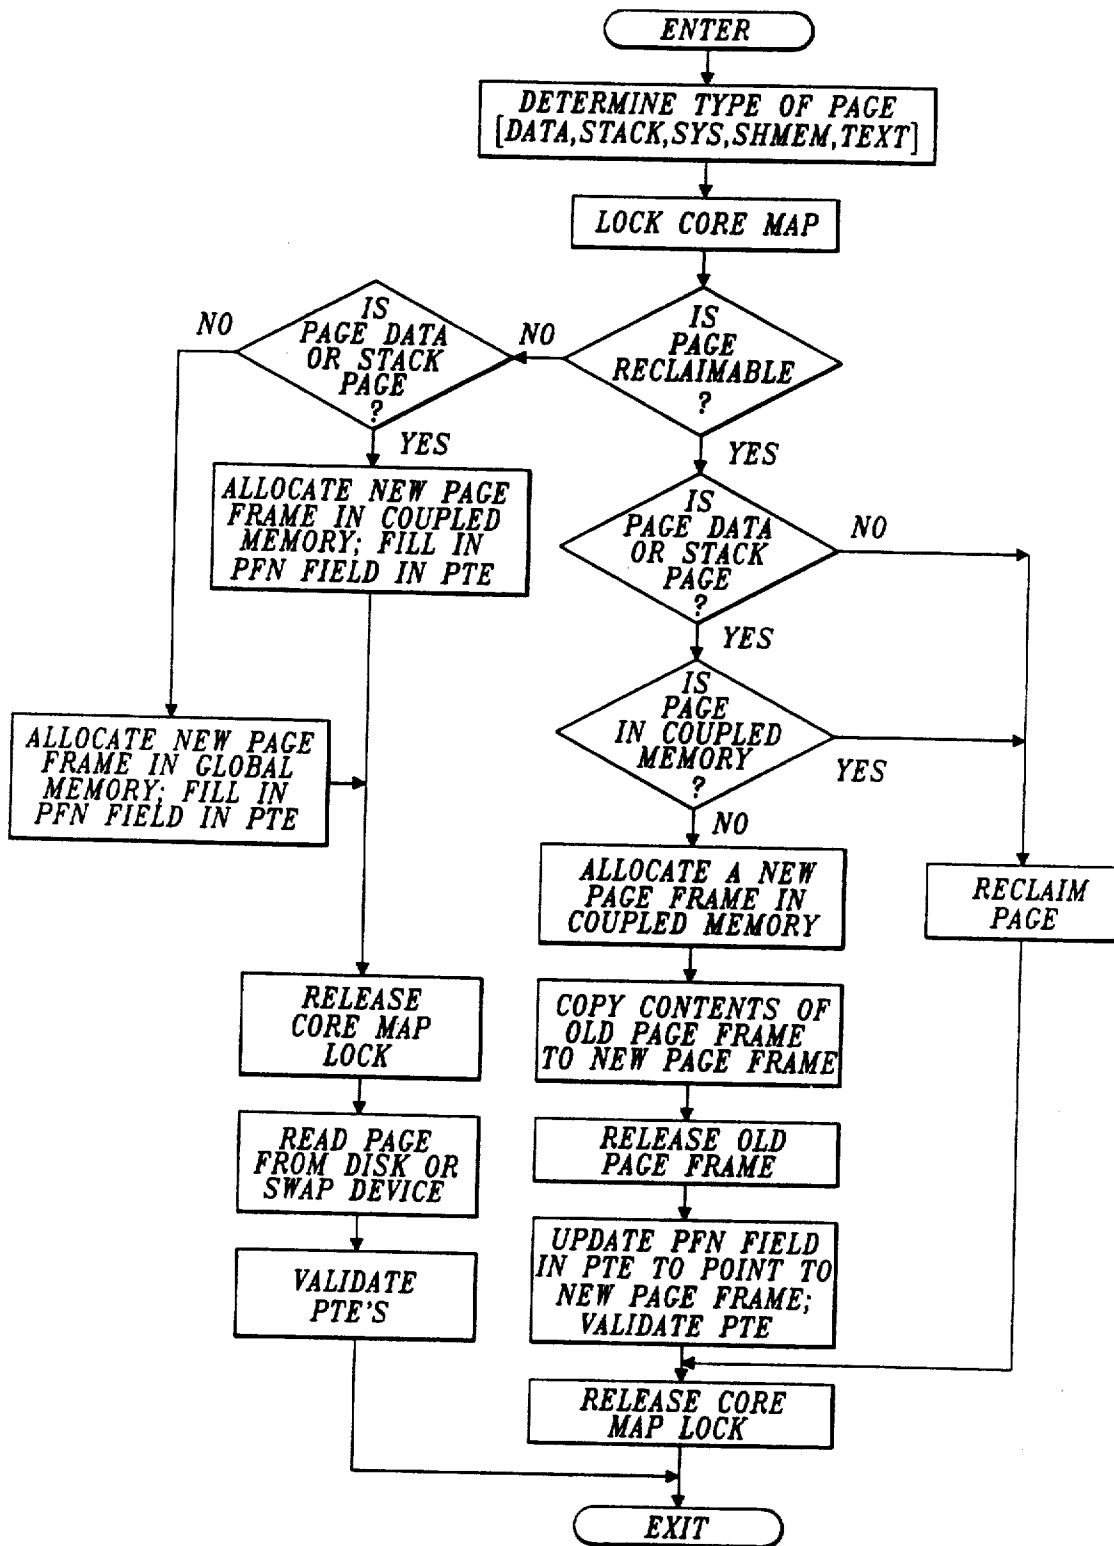 ENTER
DETERMINE TYPE OF PAGE
[DATA,STACK,SYS,SHMEM,TEXT]
LOCK CORE MAP
IS
PAGE
RECLAIMABLE
?
NO
YES
IS
PAGE DATA
OR STACK
PAGE
?
NO
YES
ALLOCATE NEW PAGE
FRAME IN COUPLED
MEMORY; FILL IN
PFN FIELD IN PTE
ALLOCATE NEW PAGE
FRAME IN GLOBAL
MEMORY; FILL IN
PFN FIELD IN PTE
RELEASE
CORE MAP
LOCK
READ PAGE
FROM DISK OR
SWAP DEVICE
VALIDATE
PTE'S
IS
PAGE DATA
OR STACK
PAGE
?
NO
YES
IS
PAGE
IN COUPLED
MEMORY
?
YES
NO
ALLOCATE A NEW
PAGE FRAME IN
COUPLED MEMORY
COPY CONTENTS OF
OLD PAGE FRAME
TO NEW PAGE FRAME
RELEASE OLD
PAGE FRAME
UPDATE PFN FIELD
IN PTE TO POINT TO
NEW PAGE FRAME;
VALIDATE PTE
RECLAIM
PAGE
RELEASE CORE
MAP LOCK
EXIT